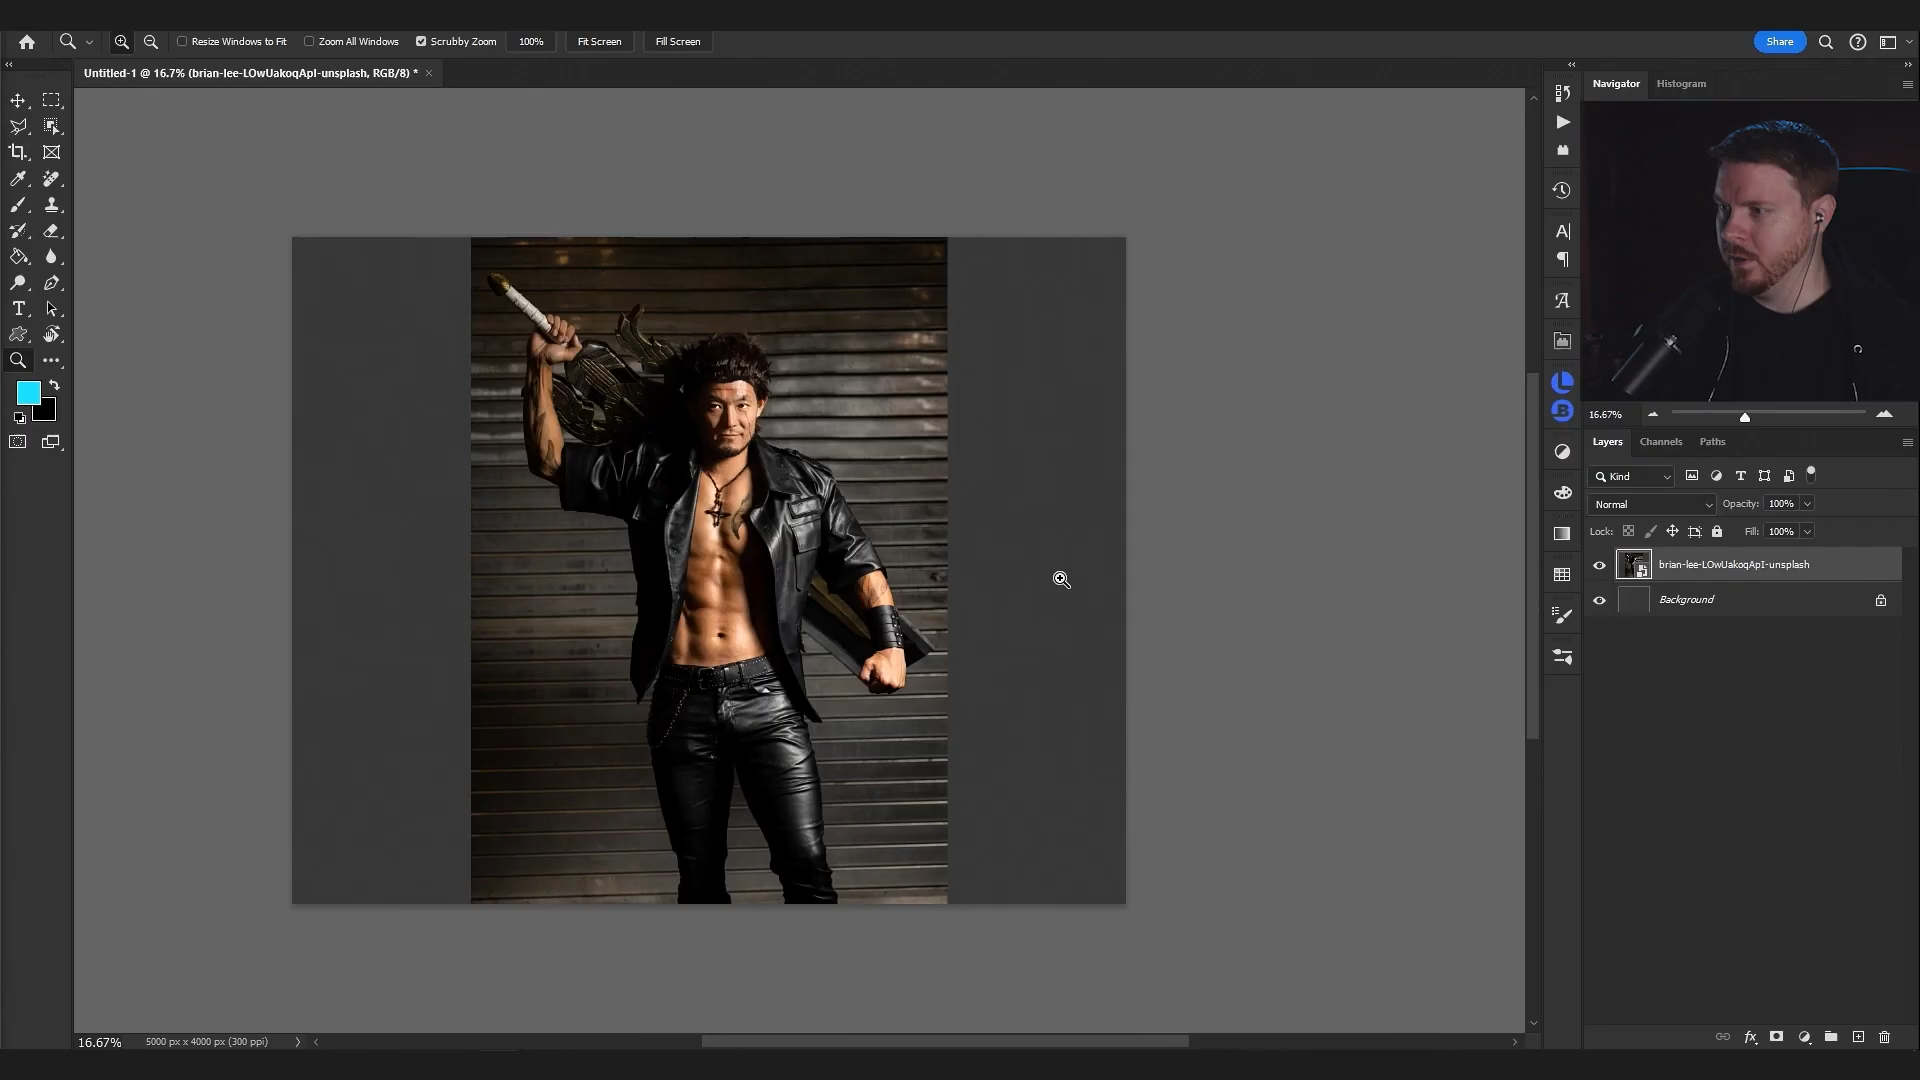 Resize Windows to Fit
Zoom All Windows
Scrubby Zoom
100%
Fit Screen
Fill Screen
Share
Untitled-1 @ 16.7% (brian-lee-LOwUakoqApI-unsplash, RGB/8) *
Navigator
Histogram
16.67%
Layers
Channels
Paths
Kind
Normal
Opacity: 100%
Lock:
Fill: 100%
brian-lee-LOwUakoqApI-unsplash
Background
16.67%
5000 px x 4000 px (300 ppi)